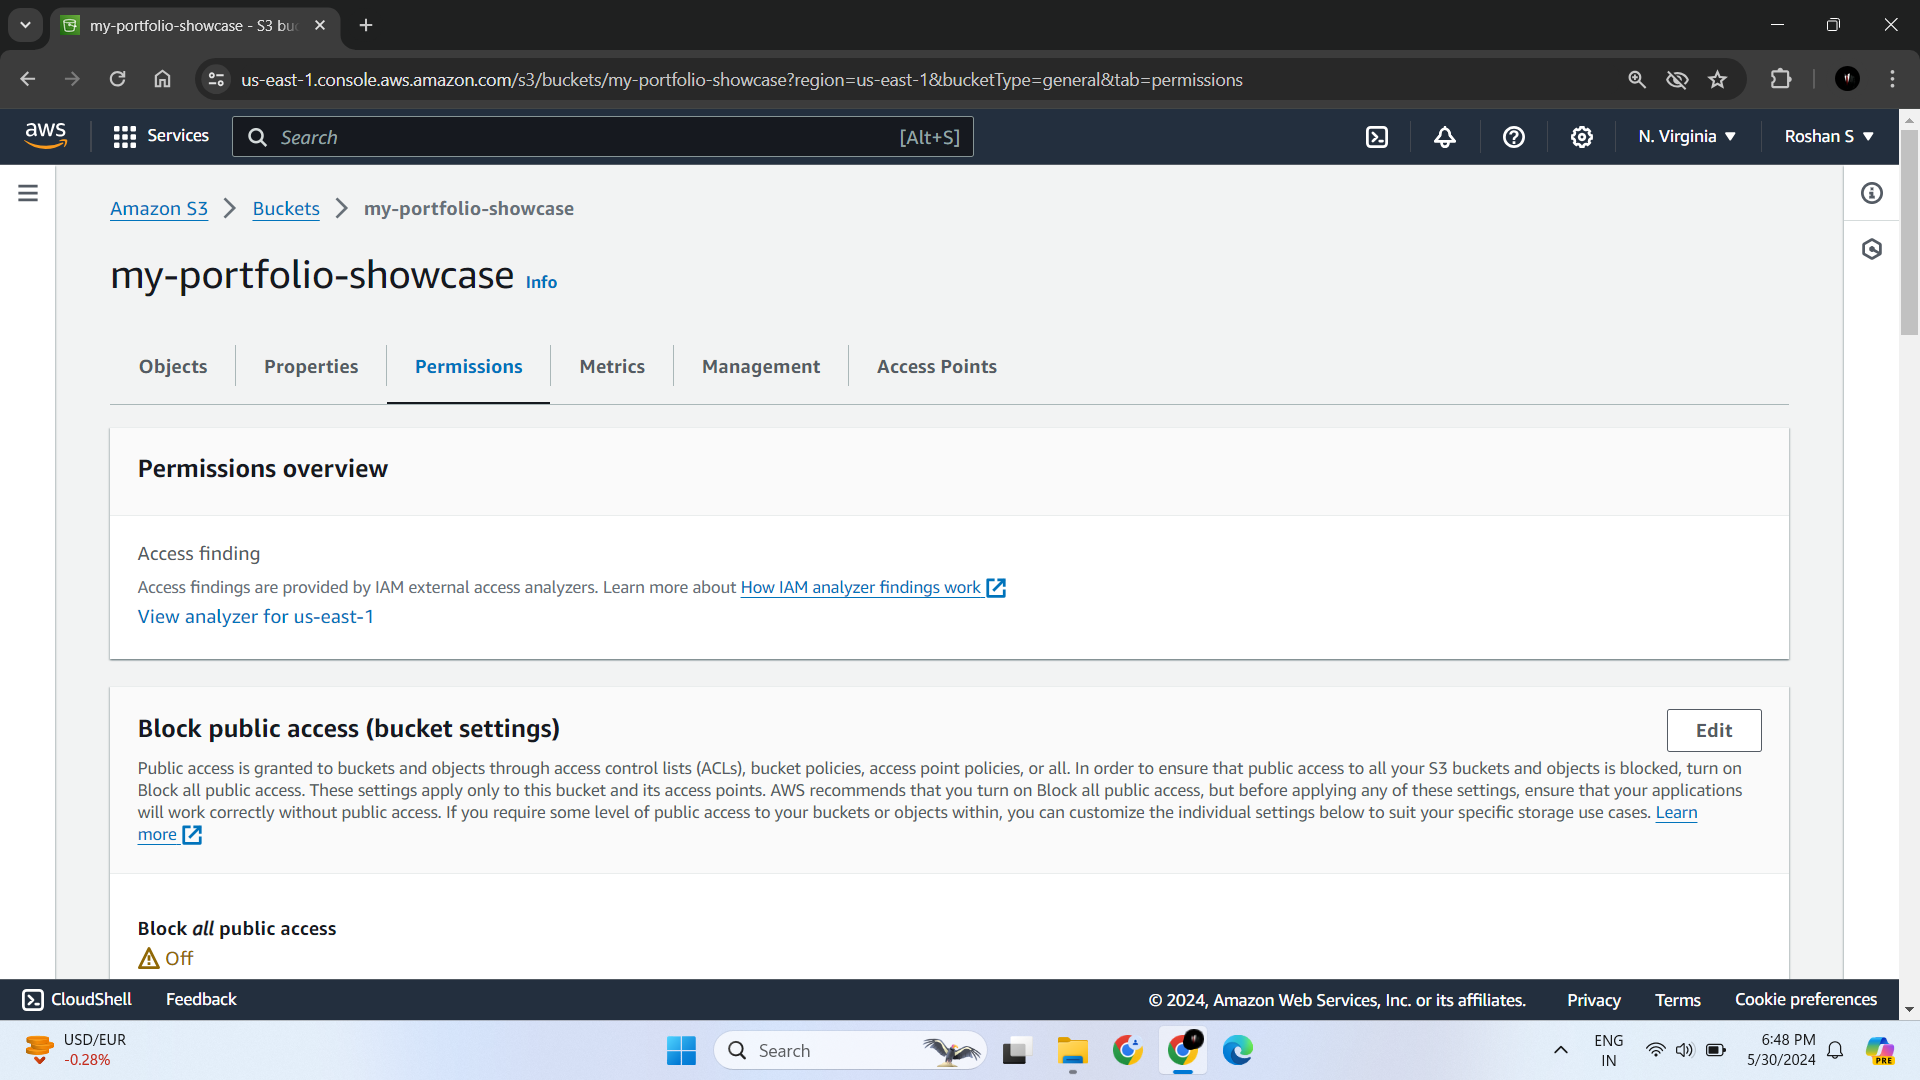 my-portfolio-showcase - S3 bu
us-east-1.console.aws.amazon.com/s3/buckets/my-portfolio-showcase?region=us-east-1&bucketType=general&tab=permissions
aws
Services
Search
[Alt+S]
N. Virginia
Roshan S
Amazon S3
Buckets
my-portfolio-showcase
my-portfolio-showcase Info
Objects
Properties
Permissions
Metrics
Management
Access Points
Permissions overview
Access finding
Access findings are provided by IAM external access analyzers. Learn more about How IAM analyzer findings work
View analyzer for us-east-1
Block public access (bucket settings)
Edit
Public access is granted to buckets and objects through access control lists (ACLs), bucket policies, access point policies, or all. In order to ensure that public access to all your S3 buckets and objects is blocked, turn on
Block all public access. These settings apply only to this bucket and its access points. AWS recommends that you turn on Block all public access, but before applying any of these settings, ensure that your applications
will work correctly without public access. If you require some level of public access to your buckets or objects within, you can customize the individual settings below to suit your specific storage use cases. Learn
more
Block all public access
Off
CloudShell
Feedback
© 2024, Amazon Web Services, Inc. or its affiliates.
Privacy
Terms
Cookie preferences
USD/EUR
-0.28%
Search
ENG
IN
6:48 PM
5/30/2024
PRE